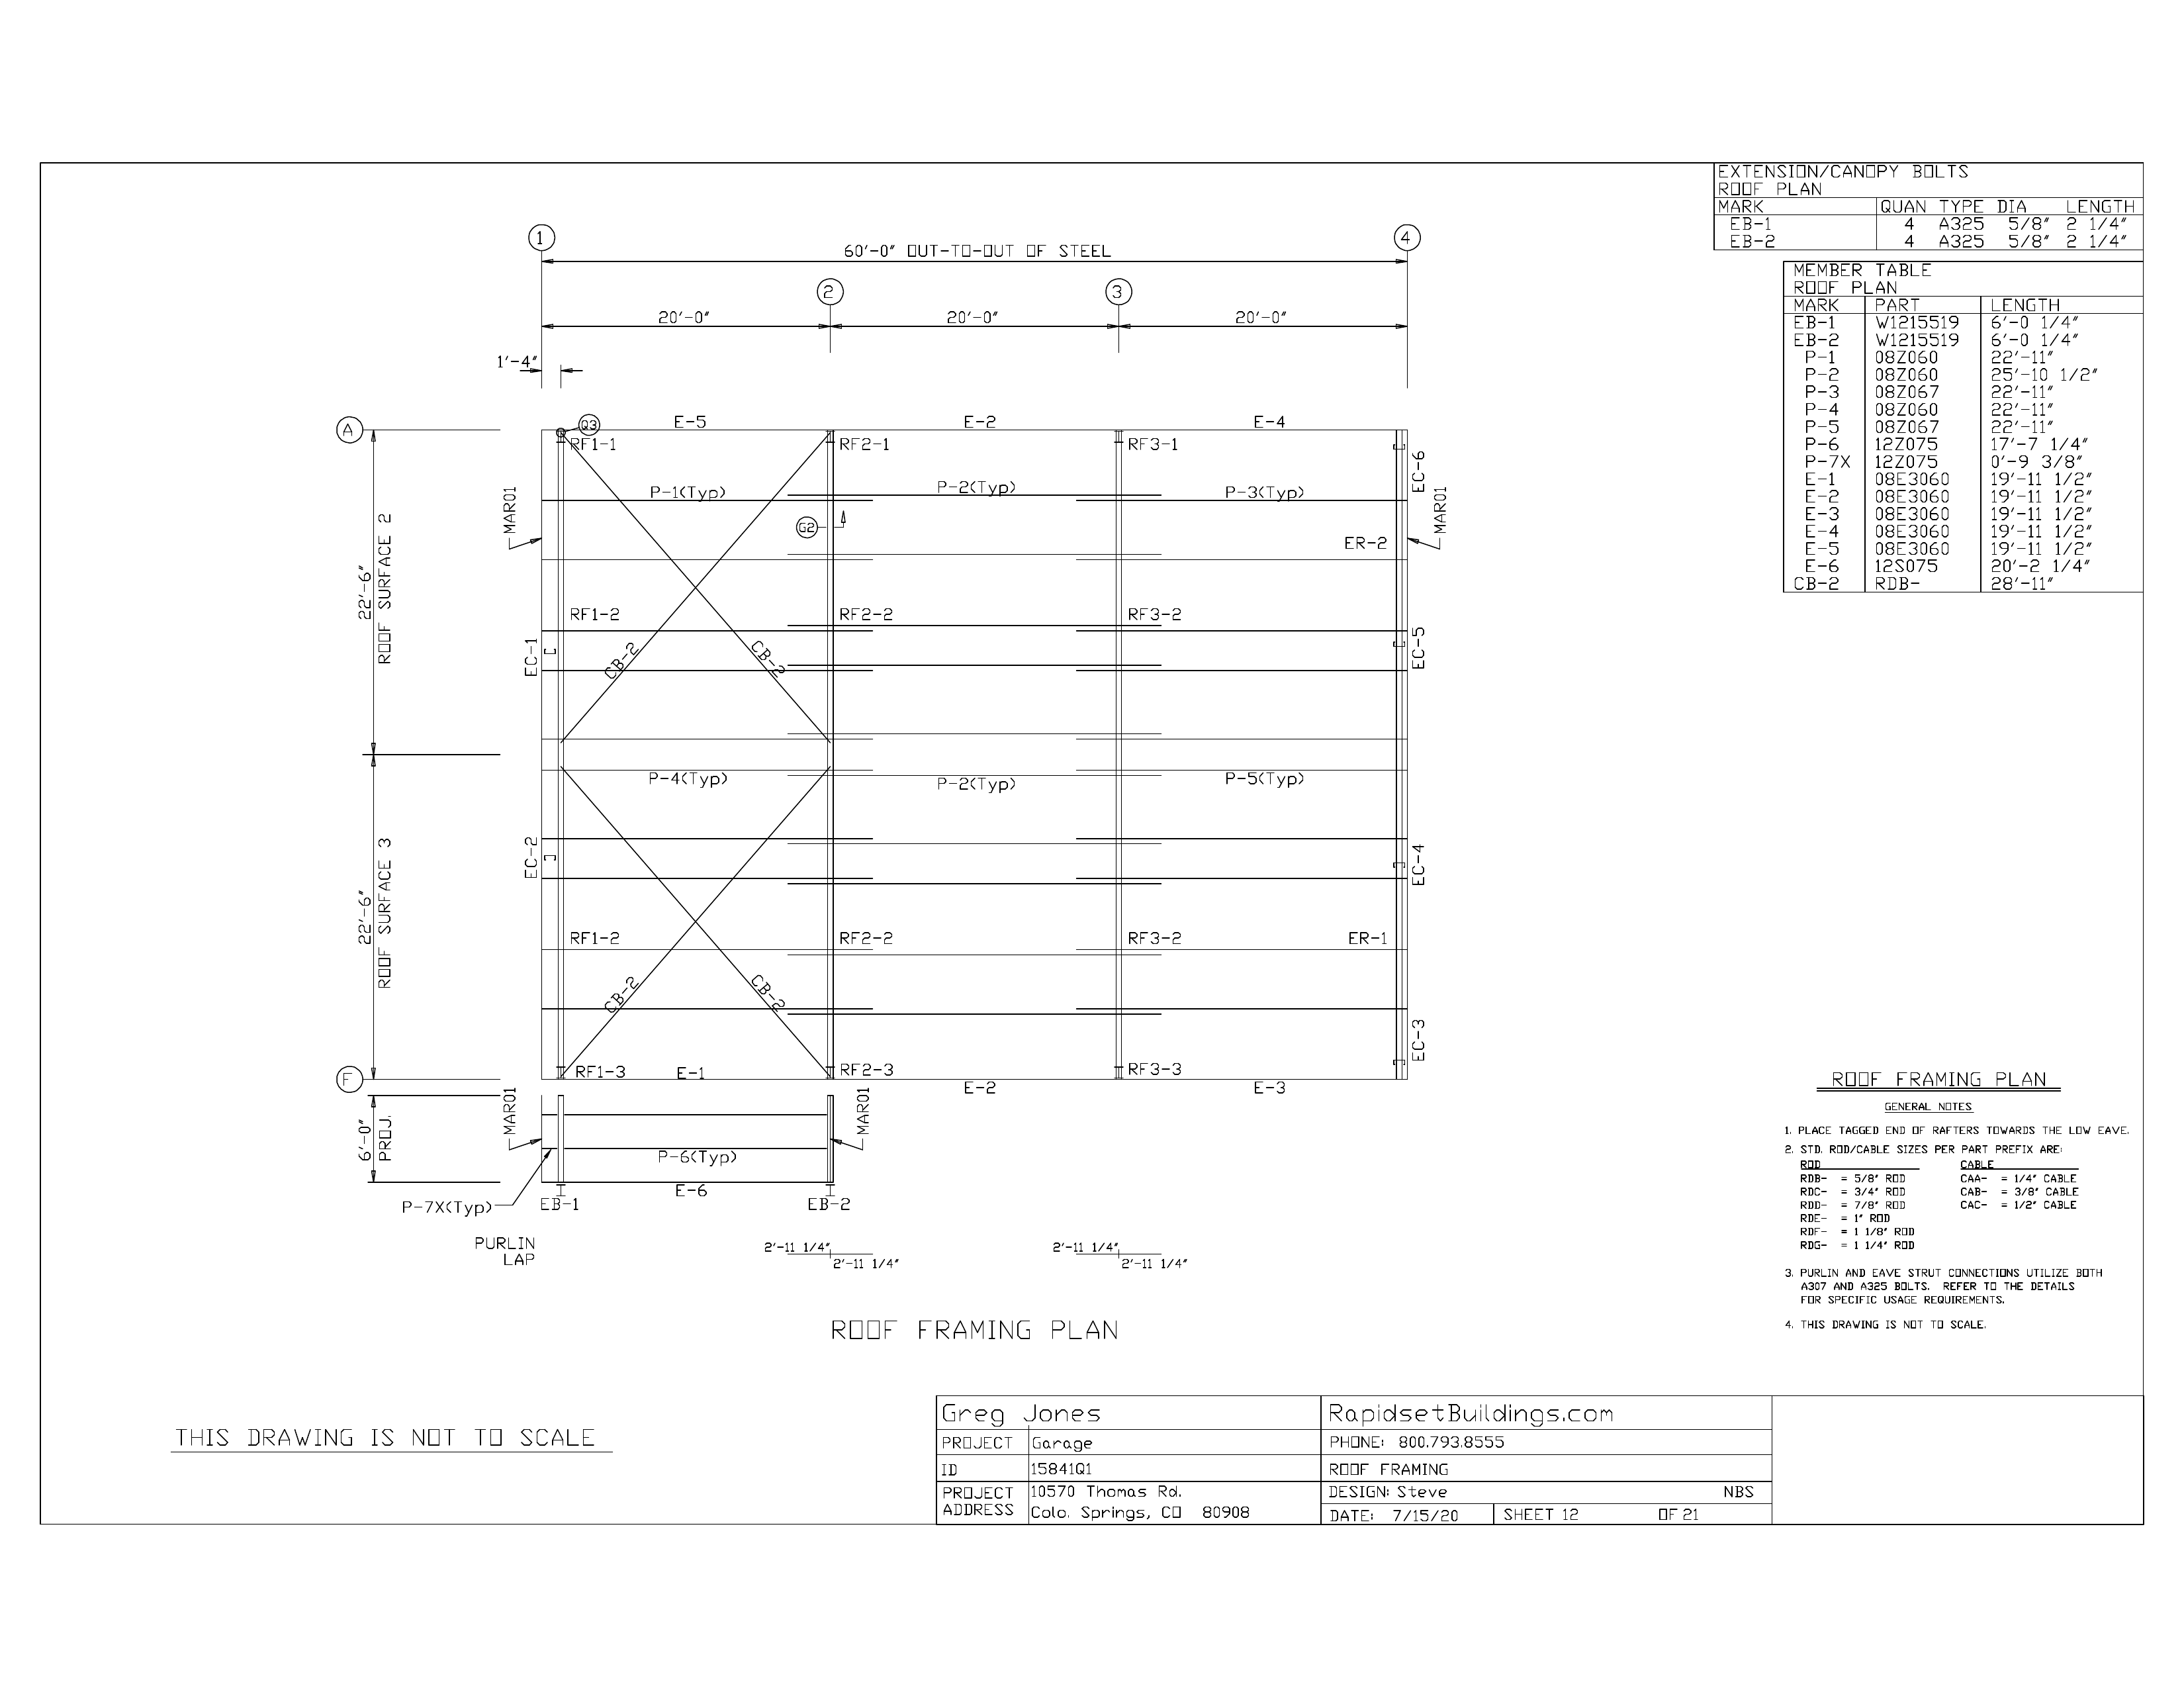 EXTENSION/CANOPY BOLTS
ROOF PLAN
MARK QUAN TYPE DIA LENGTH
EB-1 4 A325 5/8" 2 1/4"
EB-2 4 A325 5/8" 2 1/4"
MEMBER TABLE
ROOF PLAN
MARK PART LENGTH
EB-1 W1215519 6'-0 1/4"
EB-2 W1215519 6'-0 1/4"
P-1 08Z060 22'-11"
P-2 08Z060 25'-10 1/2"
P-3 08Z067 22'-11"
P-4 08Z060 22'-11"
P-5 08Z067 22'-11"
P-6 12Z075 17'-7 1/4"
P-7X 12Z075 0'-9 3/8"
E-1 08E3060 19'-11 1/2"
E-2 08E3060 19'-11 1/2"
E-3 08E3060 19'-11 1/2"
E-4 08E3060 19'-11 1/2"
E-5 08E3060 19'-11 1/2"
E-6 12S075 20'-2 1/4"
CB-2 RDB- 28'-11"
1 4
60'-0" OUT-TO-OUT OF STEEL
2 3
20'-0" 20'-0" 20'-0"
1'-4"
A Q3 E-5 E-2 E-4
RF1-1 RF2-1 RF3-1
EC-6
P-1(Typ) P-2(Typ) P-3(Typ)
MAR01 MAR01
G2
ER-2
22'-6"
ROOF SURFACE 2
RF1-2 RF2-2 RF3-2
EC-1 CB-2 CB-2 EC-5
P-4(Typ) P-2(Typ) P-5(Typ)
EC-2 EC-4
22'-6"
ROOF SURFACE 3
RF1-2 RF2-2 RF3-2 ER-1
CB-2 CB-2
EC-3
F RF1-3 E-1 RF2-3 RF3-3
E-2 E-3
MAR01 MAR01
6'-0"
PROJ.
P-6(Typ)
E-6
P-7X(Typ) EB-1 EB-2
PURLIN
LAP
2'-11 1/4" 2'-11 1/4"
2'-11 1/4" 2'-11 1/4"
ROOF FRAMING PLAN
ROOF FRAMING PLAN
GENERAL NOTES
1. PLACE TAGGED END OF RAFTERS TOWARDS THE LOW EAVE.
2. STD. ROD/CABLE SIZES PER PART PREFIX ARE:
ROD CABLE
RDB- = 5/8" ROD CAA- = 1/4" CABLE
RDC- = 3/4" ROD CAB- = 3/8" CABLE
RDD- = 7/8" ROD CAC- = 1/2" CABLE
RDE- = 1" ROD
RDF- = 1 1/8" ROD
RDG- = 1 1/4" ROD
3. PURLIN AND EAVE STRUT CONNECTIONS UTILIZE BOTH
A307 AND A325 BOLTS. REFER TO THE DETAILS
FOR SPECIFIC USAGE REQUIREMENTS.
4. THIS DRAWING IS NOT TO SCALE.
THIS DRAWING IS NOT TO SCALE
Greg Jones RapidsetBuildings.com
PROJECT Garage PHONE: 800.793.8555
ID 15841Q1 ROOF FRAMING
PROJECT 10570 Thomas Rd. DESIGN: Steve NBS
ADDRESS Colo. Springs, CO 80908 DATE: 7/15/20 SHEET 12 OF 21